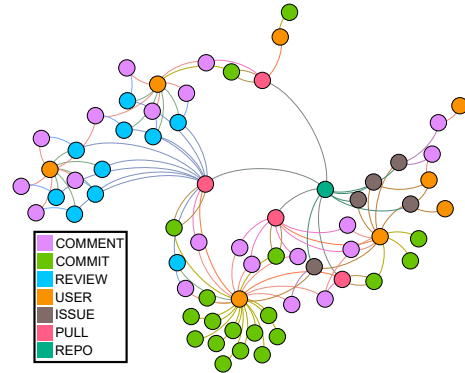 COMMENT
COMMIT
REVIEW
USER
ISSUE
PULL
REPO